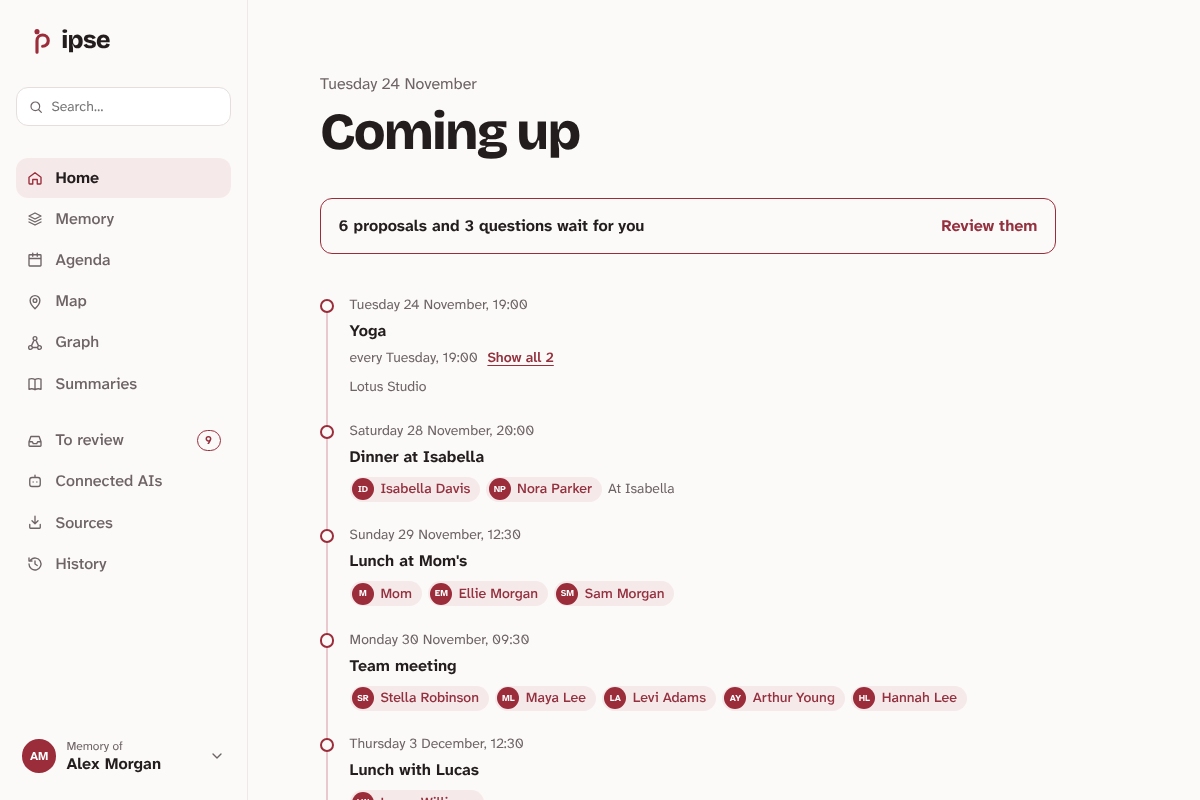 ipse
Search...
Home
Memory
Agenda
Map
Graph
Summaries
To review 9
Connected AIs
Sources
History
AM
Memory of
Alex Morgan
Tuesday 24 November
Coming up
6 proposals and 3 questions wait for you Review them
Tuesday 24 November, 19:00
Yoga
every Tuesday, 19:00 Show all 2
Lotus Studio
Saturday 28 November, 20:00
Dinner at Isabella
ID Isabella Davis NP Nora Parker At Isabella
Sunday 29 November, 12:30
Lunch at Mom's
M Mom EM Ellie Morgan SM Sam Morgan
Monday 30 November, 09:30
Team meeting
SR Stella Robinson ML Maya Lee LA Levi Adams AY Arthur Young HL Hannah Lee
Thursday 3 December, 12:30
Lunch with Lucas